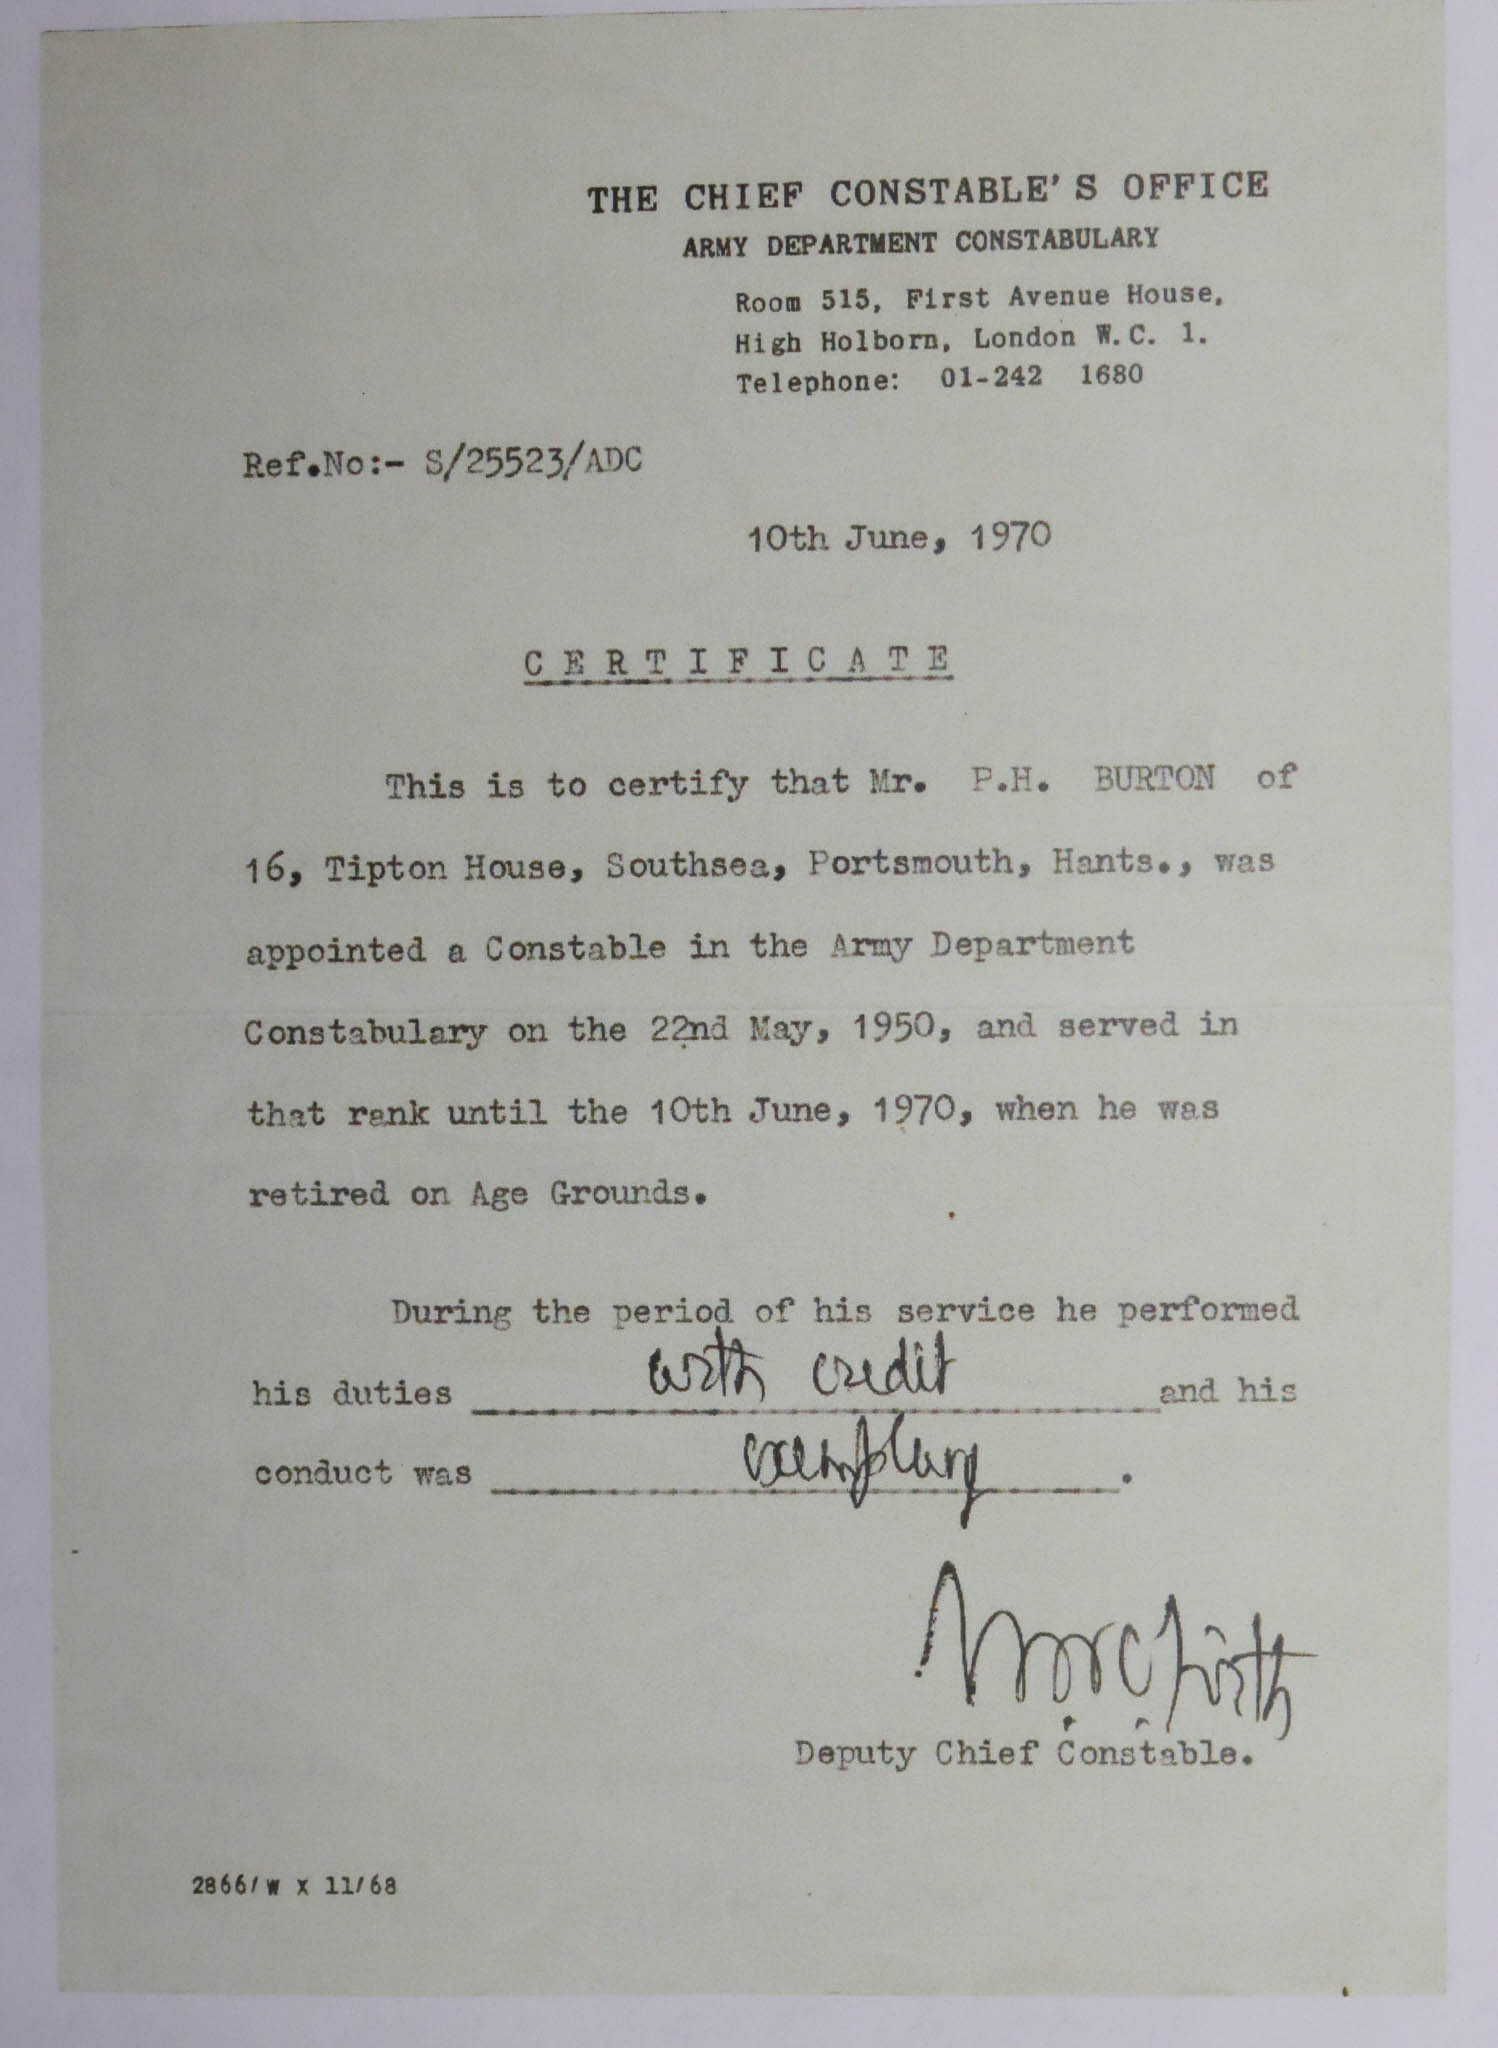 THE CHIEF CONSTABLE'S OFFICE
ARMY DEPARTMENT CONSTABULARY
Room 515, First Avenue House,
High Holborn, London W.C. 1.
Telephone: 01-242 1680
Ref.No:- S/25523/ADC
10th June, 1970
CERTIFICATE
This is to certify that Mr. P.H. BURTON of
16, Tipton House, Southsea, Portsmouth, Hants., was
appointed a Constable in the Army Department
Constabulary on the 22nd May, 1950, and served in
that rank until the 10th June, 1970, when he was
retired on Age Grounds.
During the period of his service he performed
his duties with credit and his
conduct was exemplary.
Deputy Chief Constable.
2866/W X 11/68